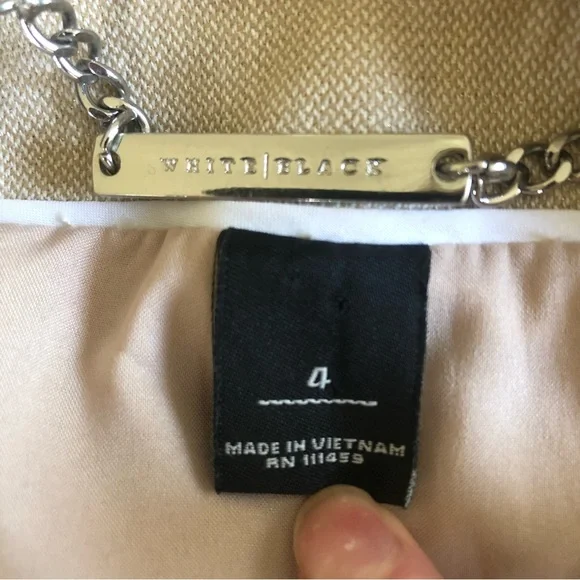 WHITE|BLACK
4
MADE IN VIETNAM
RN 111459